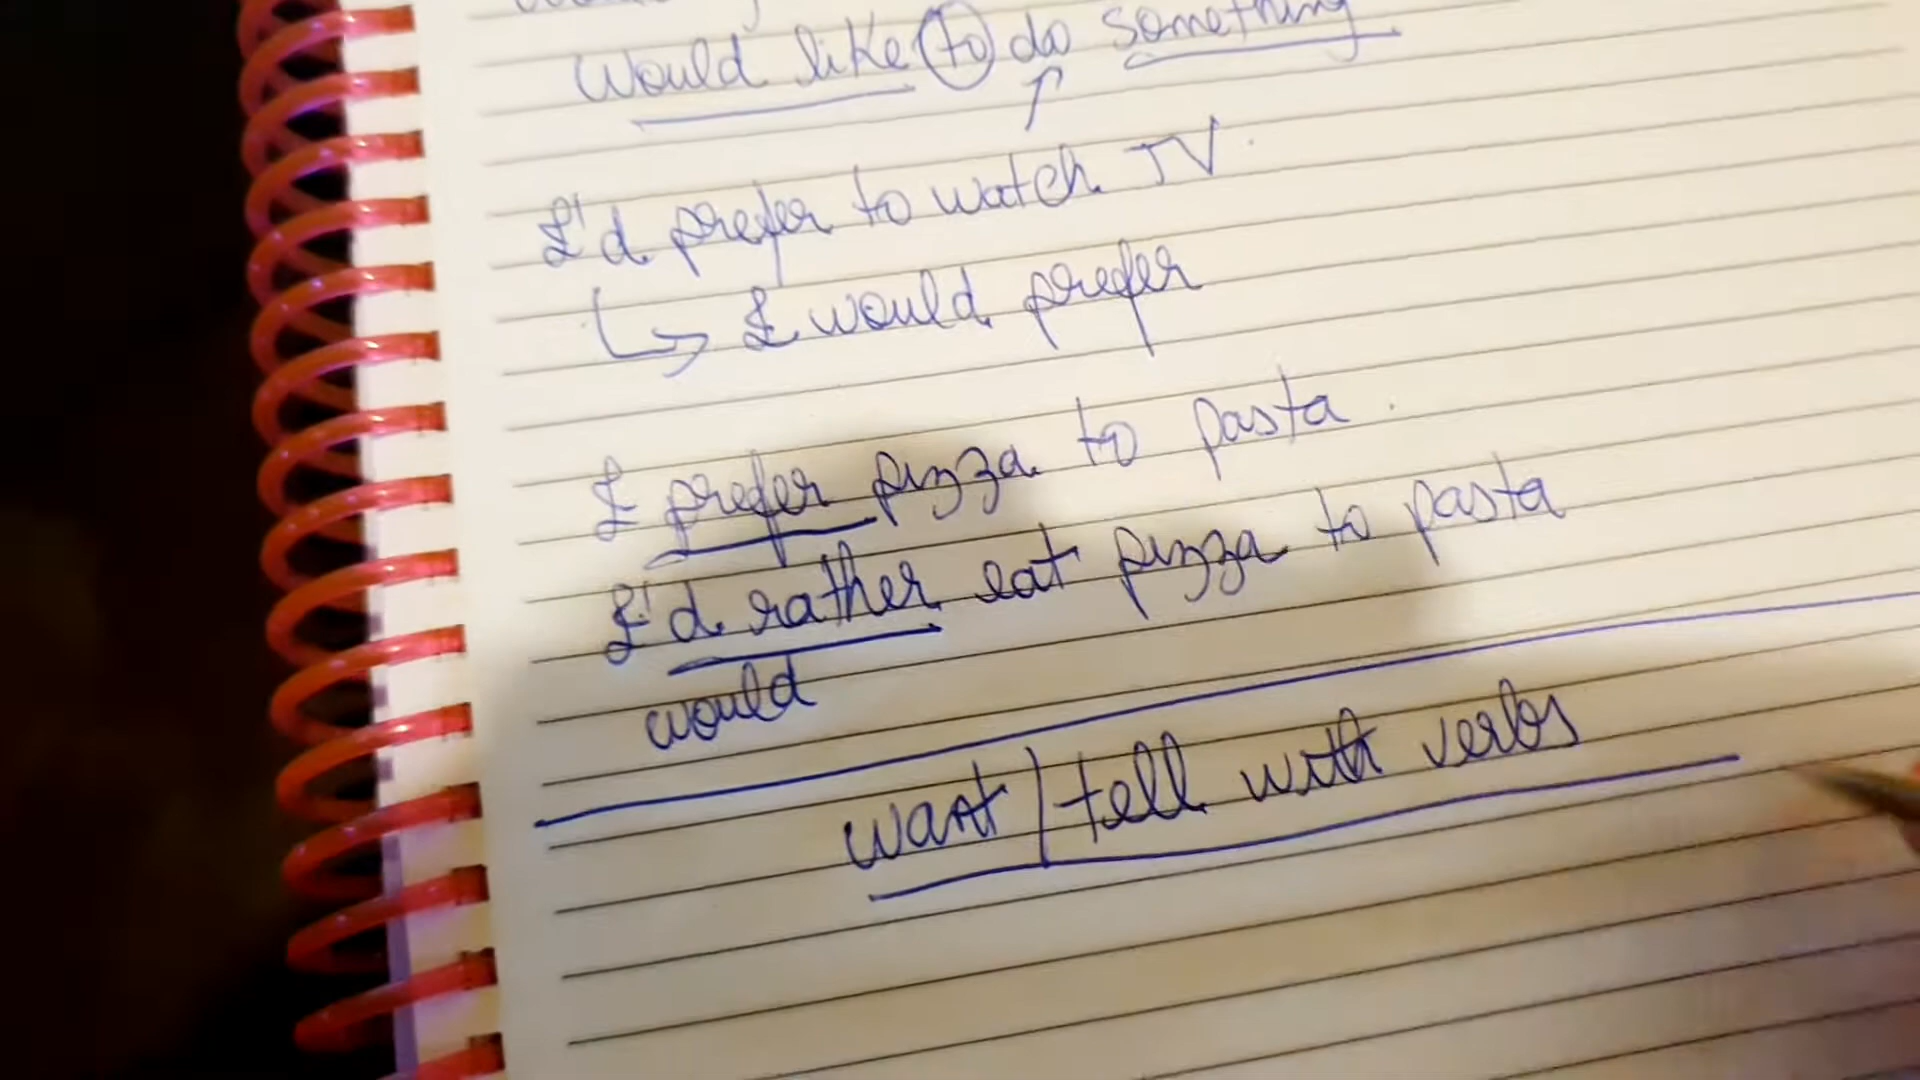 Would like to do something
I'd prefer to watch TV.
↳ I would prefer
I prefer pizza to pasta.
I'd rather eat pizza to pasta
would
want / tell with verbs